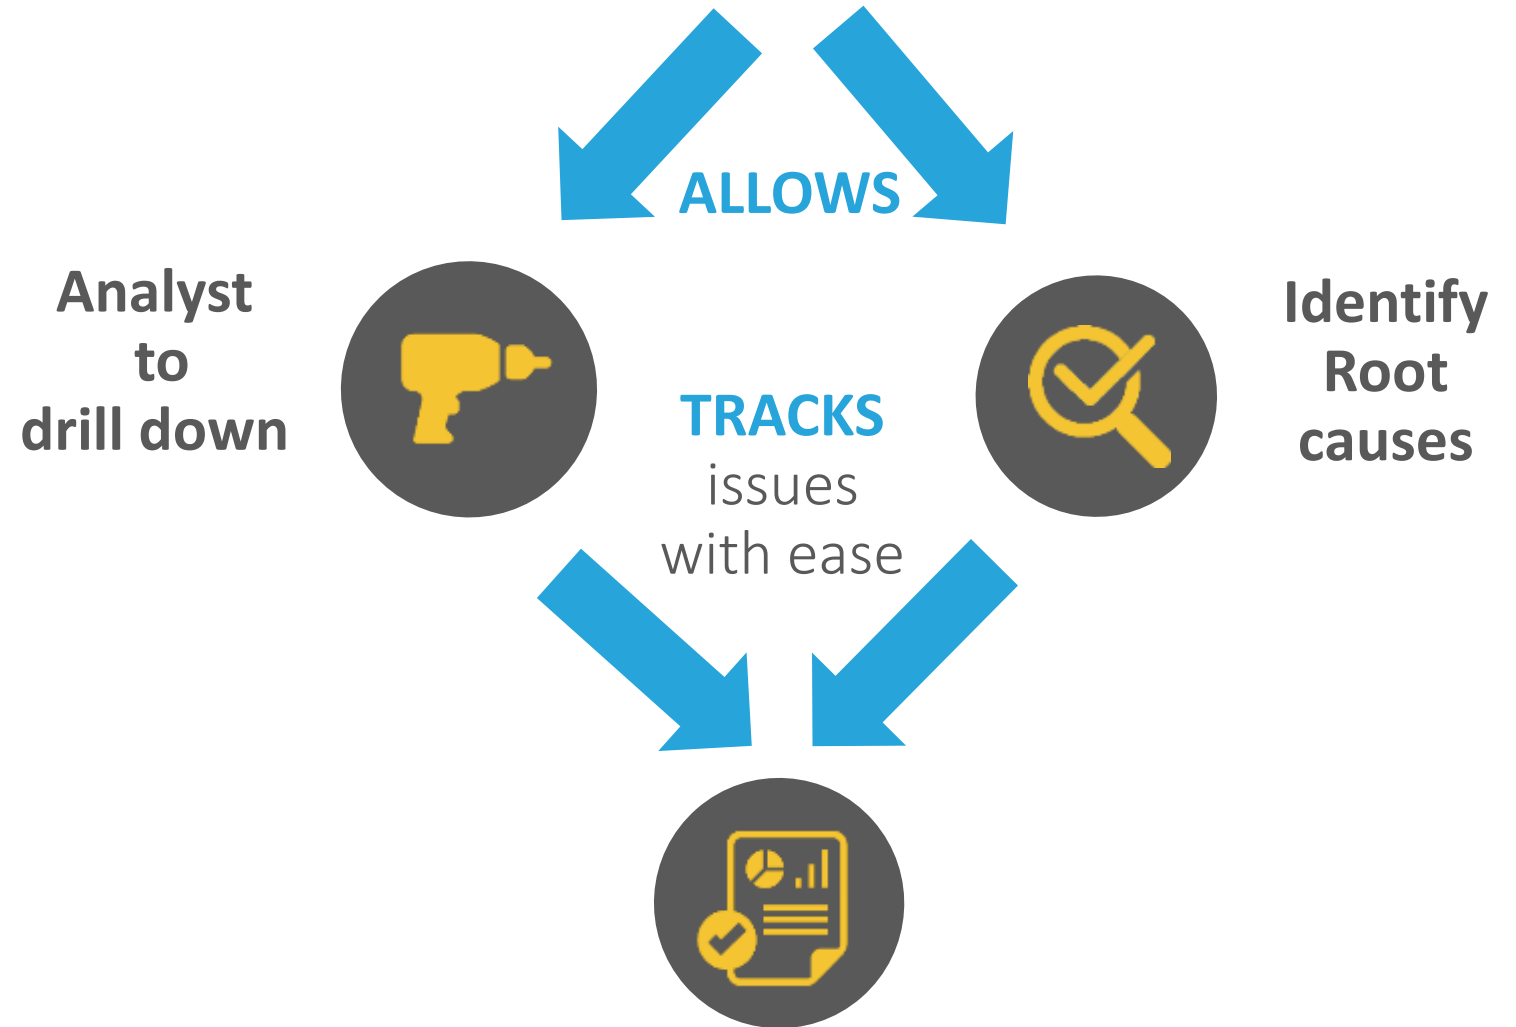 ALLOWS
Analyst
to
drill down
TRACKS
issues
with ease
Identify
Root
causes